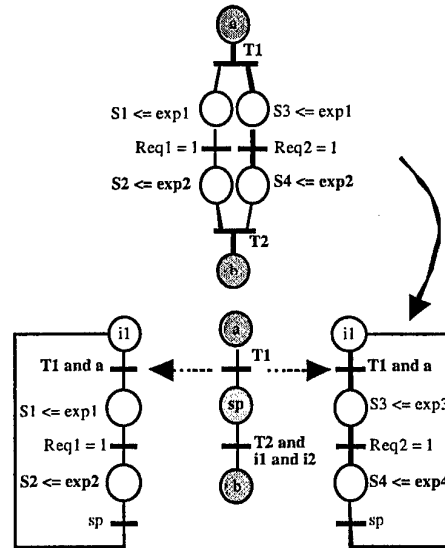 a
T1
S1 <= exp1
S3 <= exp1
Req1 = 1
Req2 = 1
S2 <= exp2
S4 <= exp2
T2
b
i1
T1 and a
S1 <= exp1
Req1 = 1
S2 <= exp2
sp
a
T1
sp
T2 and
i1 and i2
b
i1
T1 and a
S3 <= exp3
Req2 = 1
S4 <= exp4
sp